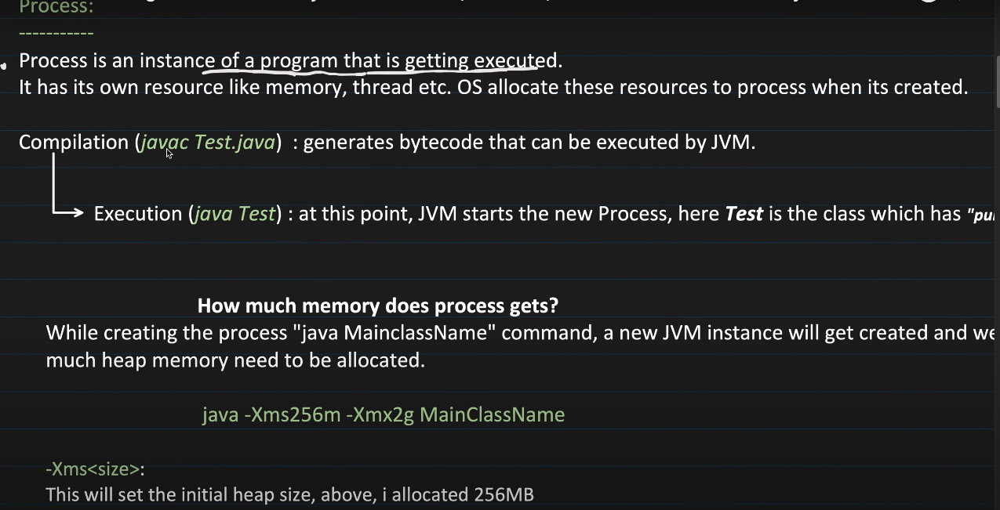 Process:
-----------
Process is an instance of a program that is getting executed.
It has its own resource like memory, thread etc. OS allocate these resources to process when its created.
Compilation (javac Test.java) : generates bytecode that can be executed by JVM.
Execution (java Test) : at this point, JVM starts the new Process, here Test is the class which has
How much memory does process gets?
While creating the process "java MainclassName" command, a new JVM instance will get created and we
much heap memory need to be allocated.
java -Xms256m -Xmx2g MainClassName
-Xms<size>:
This will set the initial heap size, above, i allocated 256MB